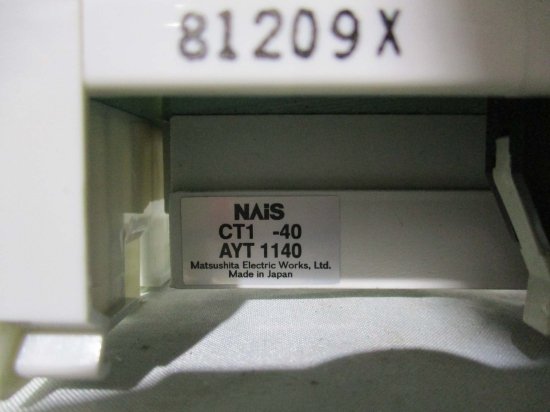 81209X
NAiS
CT1 -40
AYT 1140
Matsushita Electric Works, Ltd.
Made in Japan